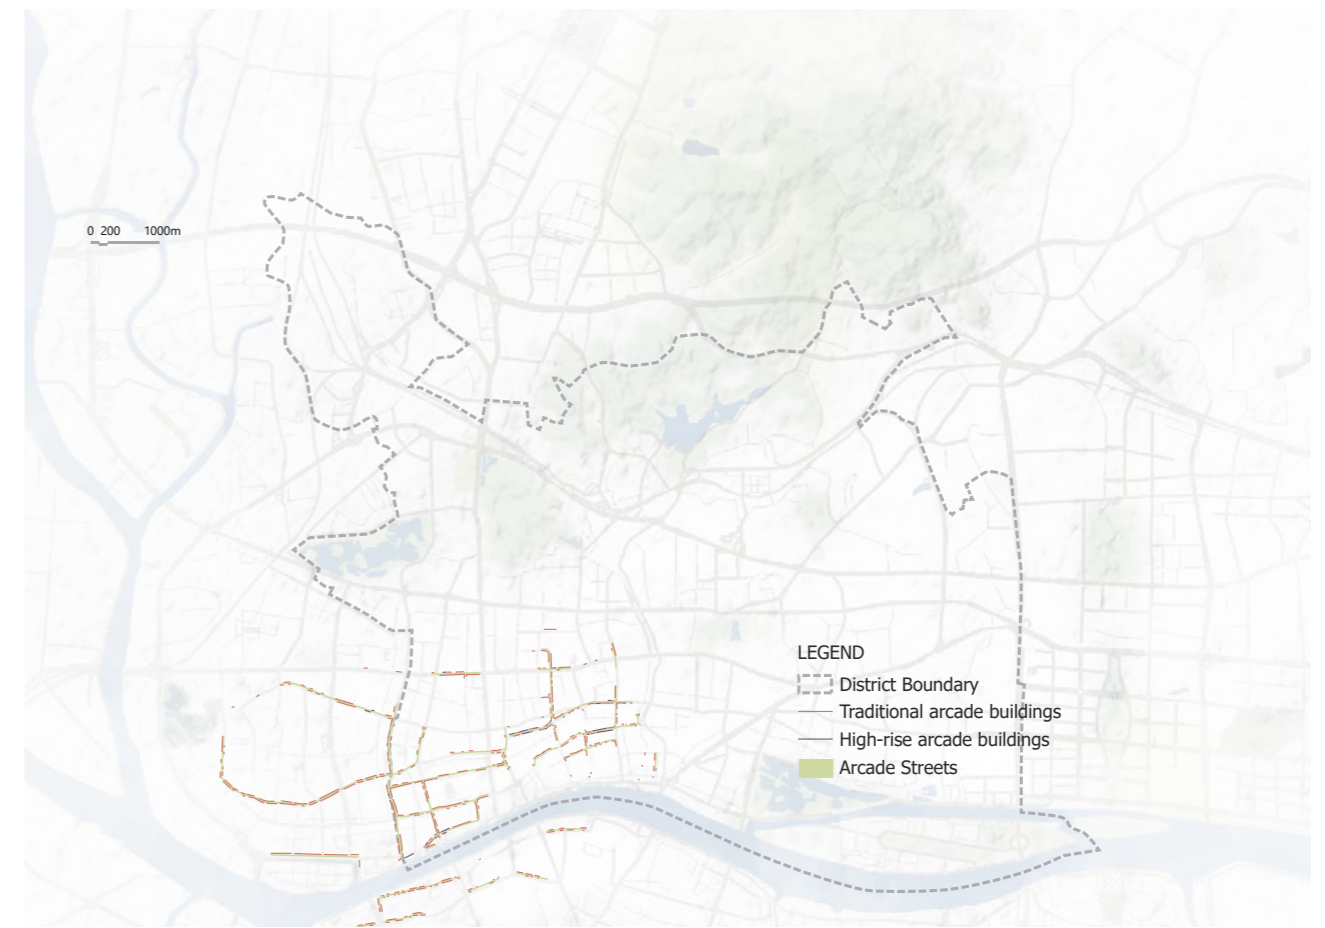 0 200 1000m
LEGEND
District Boundary
Traditional arcade buildings
High-rise arcade buildings
Arcade Streets